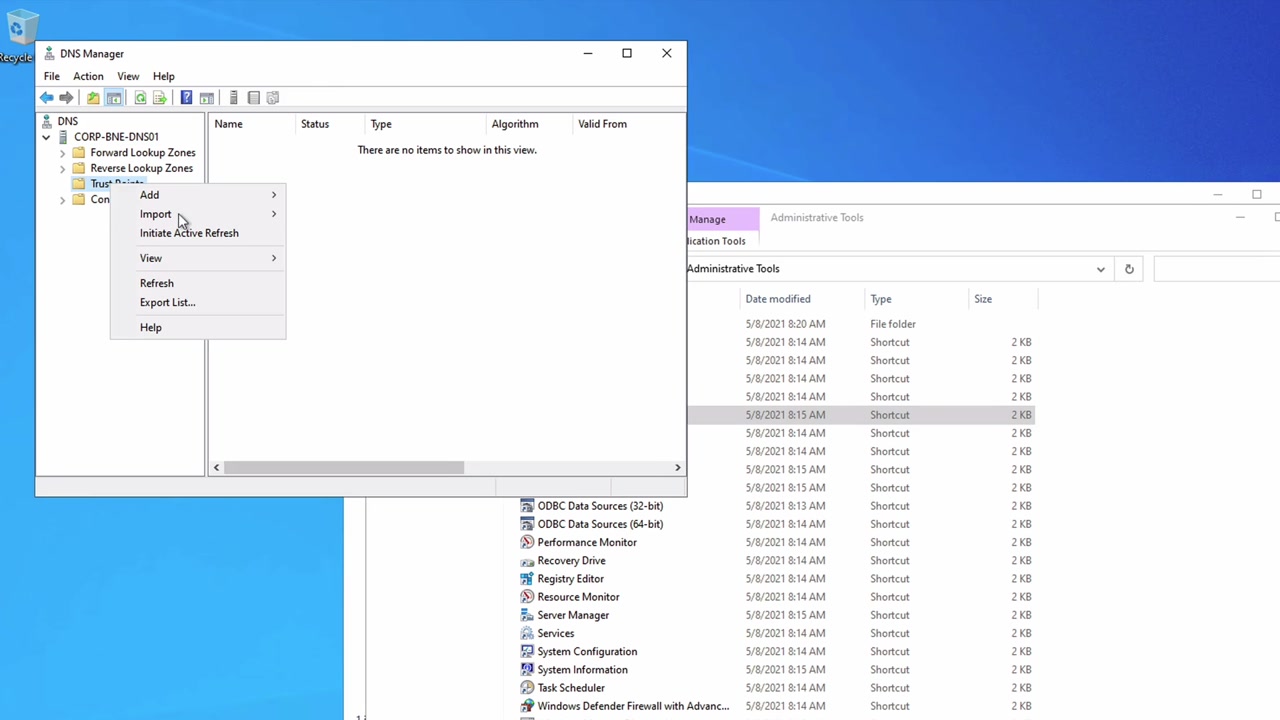 Recycle
DNS Manager
File Action View Help
DNS
CORP-BNE-DNS01
Forward Lookup Zones
Reverse Lookup Zones
Trust Points
Con
Name Status Type Algorithm Valid From
There are no items to show in this view.
Add
Import
Initiate Active Refresh
View
Refresh
Export List...
Help
Manage
Administrative Tools
lication Tools
Administrative Tools
Date modified Type Size
5/8/2021 8:20 AM File folder
5/8/2021 8:14 AM Shortcut 2 KB
5/8/2021 8:14 AM Shortcut 2 KB
5/8/2021 8:14 AM Shortcut 2 KB
5/8/2021 8:14 AM Shortcut 2 KB
5/8/2021 8:15 AM Shortcut 2 KB
5/8/2021 8:14 AM Shortcut 2 KB
5/8/2021 8:14 AM Shortcut 2 KB
5/8/2021 8:15 AM Shortcut 2 KB
5/8/2021 8:15 AM Shortcut 2 KB
ODBC Data Sources (32-bit) 5/8/2021 8:13 AM Shortcut 2 KB
ODBC Data Sources (64-bit) 5/8/2021 8:14 AM Shortcut 2 KB
Performance Monitor 5/8/2021 8:14 AM Shortcut 2 KB
Recovery Drive 5/8/2021 8:15 AM Shortcut 2 KB
Registry Editor 5/8/2021 8:14 AM Shortcut 2 KB
Resource Monitor 5/8/2021 8:14 AM Shortcut 2 KB
Server Manager 5/8/2021 8:15 AM Shortcut 2 KB
Services 5/8/2021 8:14 AM Shortcut 2 KB
System Configuration 5/8/2021 8:14 AM Shortcut 2 KB
System Information 5/8/2021 8:15 AM Shortcut 2 KB
Task Scheduler 5/8/2021 8:14 AM Shortcut 2 KB
Windows Defender Firewall with Advanc... 5/8/2021 8:14 AM Shortcut 2 KB